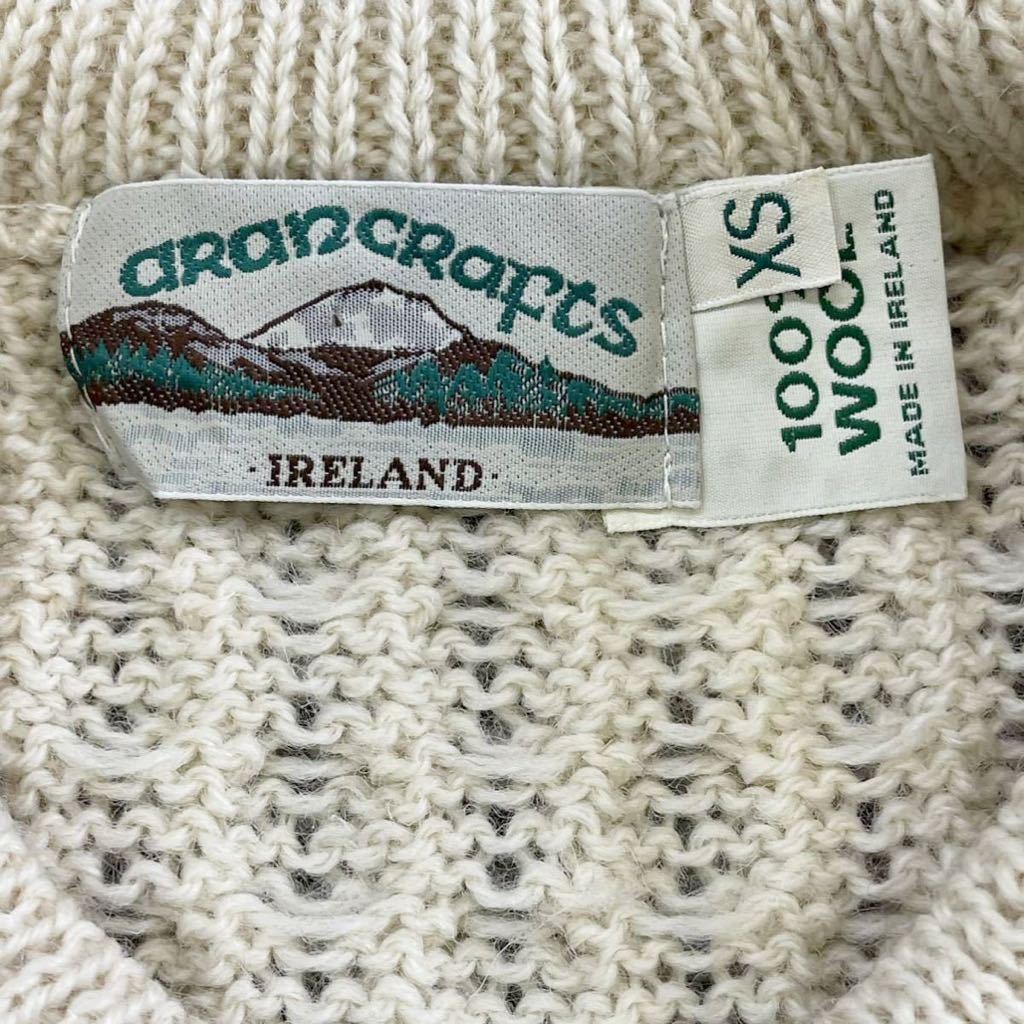 arancrafts
· IRELAND ·
XS
100%
WOOL
MADE IN IRELAND